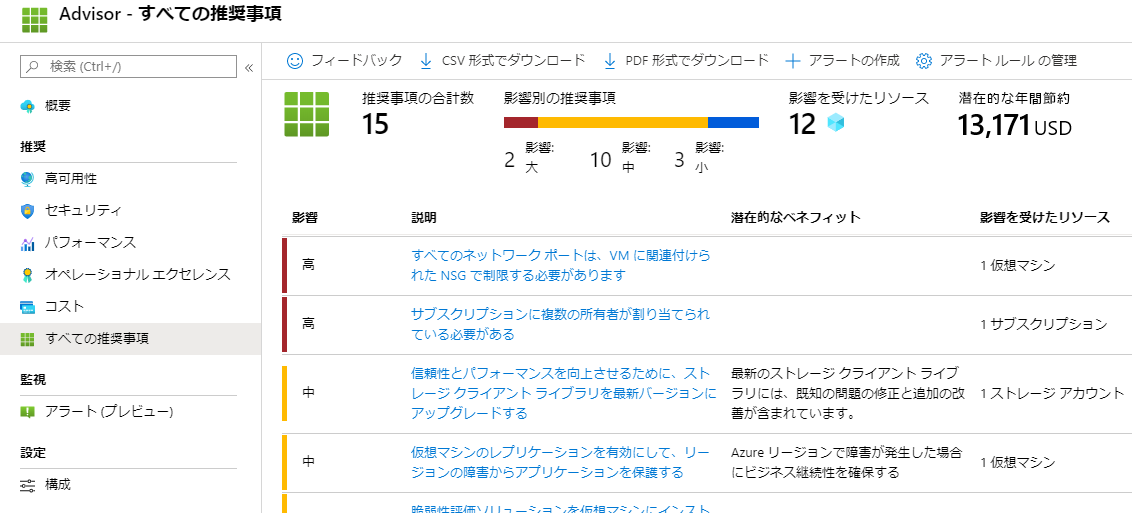 Advisor - すべての推奨事項
検索 (Ctrl+/)
«
概要
推奨
高可用性
セキュリティ
パフォーマンス
オペレーショナル エクセレンス
コスト
すべての推奨事項
監視
アラート (プレビュー)
設定
構成
フィードバック
CSV 形式でダウンロード
PDF 形式でダウンロード
アラートの作成
アラート ルール の管理
推奨事項の合計数
15
影響別の推奨事項
2 影響: 大
10 影響: 中
3 影響: 小
影響を受けたリソース
12
潜在的な年間節約
13,171 USD
影響 説明 潜在的なベネフィット 影響を受けたリソース
高
すべてのネットワーク ポートは、VM に関連付けら
れた NSG で制限する必要があります
1 仮想マシン
高
サブスクリプションに複数の所有者が割り当てられ
ている必要がある
1 サブスクリプション
中
信頼性とパフォーマンスを向上させるために、スト
レージ クライアント ライブラリを最新バージョンに
アップグレードする
最新のストレージ クライアント ライブ
ラリには、既知の問題の修正と追加の改
善が含まれています。
1 ストレージ アカウント
中
仮想マシンのレプリケーションを有効にして、リー
ジョンの障害からアプリケーションを保護する
Azure リージョンで障害が発生した場合
にビジネス継続性を確保する
1 仮想マシン
脆弱性評価ソリューションを仮想マシンにインスト